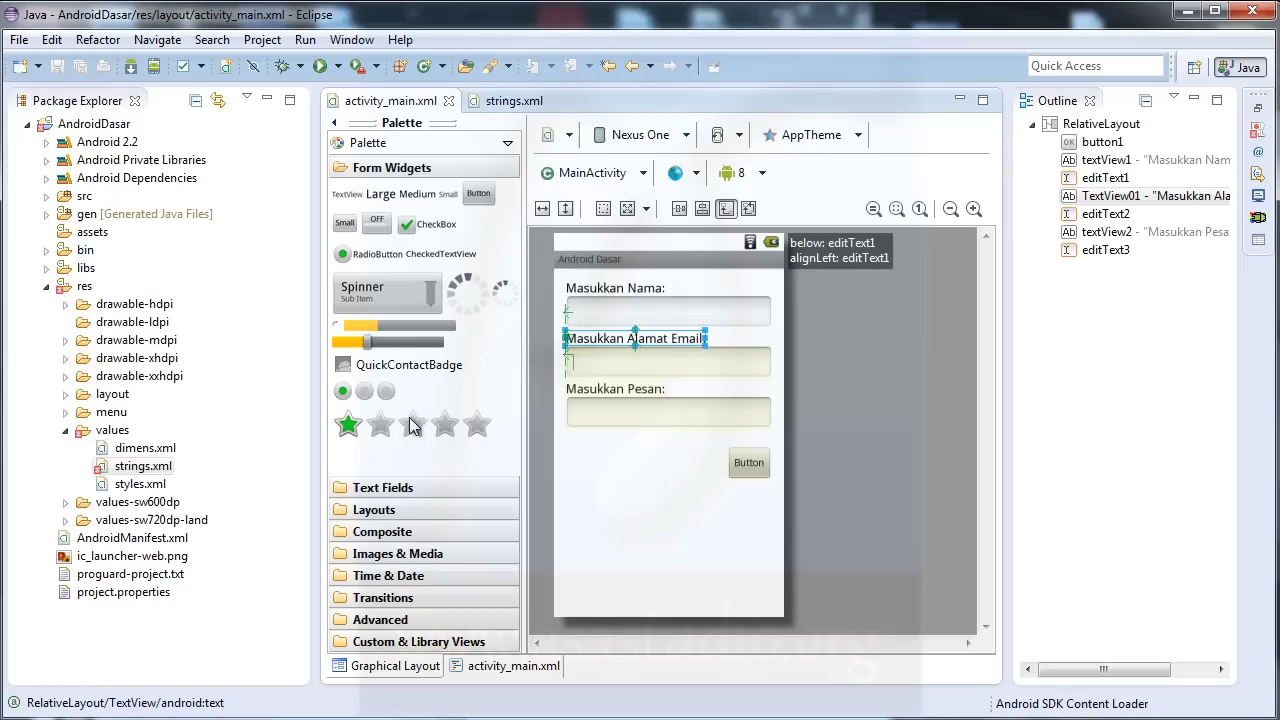 Java - AndroidDasar/res/layout/activity_main.xml - Eclipse
File Edit Refactor Navigate Search Project Run Window Help
Quick Access
Java
Package Explorer
AndroidDasar
Android 2.2
Android Private Libraries
Android Dependencies
src
gen [Generated Java Files]
assets
bin
libs
res
drawable-hdpi
drawable-ldpi
drawable-mdpi
drawable-xhdpi
drawable-xxhdpi
layout
menu
values
dimens.xml
strings.xml
styles.xml
values-sw600dp
values-sw720dp-land
AndroidManifest.xml
ic_launcher-web.png
proguard-project.txt
project.properties
activity_main.xml
strings.xml
Palette
Palette
Form Widgets
TextView Large Medium Small Button
Small OFF CheckBox
RadioButton CheckedTextView
Spinner
Sub Item
QuickContactBadge
Text Fields
Layouts
Composite
Images & Media
Time & Date
Transitions
Advanced
Custom & Library Views
Graphical Layout
activity_main.xml
Nexus One
AppTheme
MainActivity
8
below: editText1
alignLeft: editText1
Android Dasar
Masukkan Nama:
Masukkan Alamat Email
Masukkan Pesan:
Button
Outline
RelativeLayout
OK button1
Ab textView1 - "Masukkan Nam
editText1
Ab TextView01 - "Masukkan Ala
editText2
Ab textView2 - "Masukkan Pesa
editText3
RelativeLayout/TextView/android:text
Android SDK Content Loader